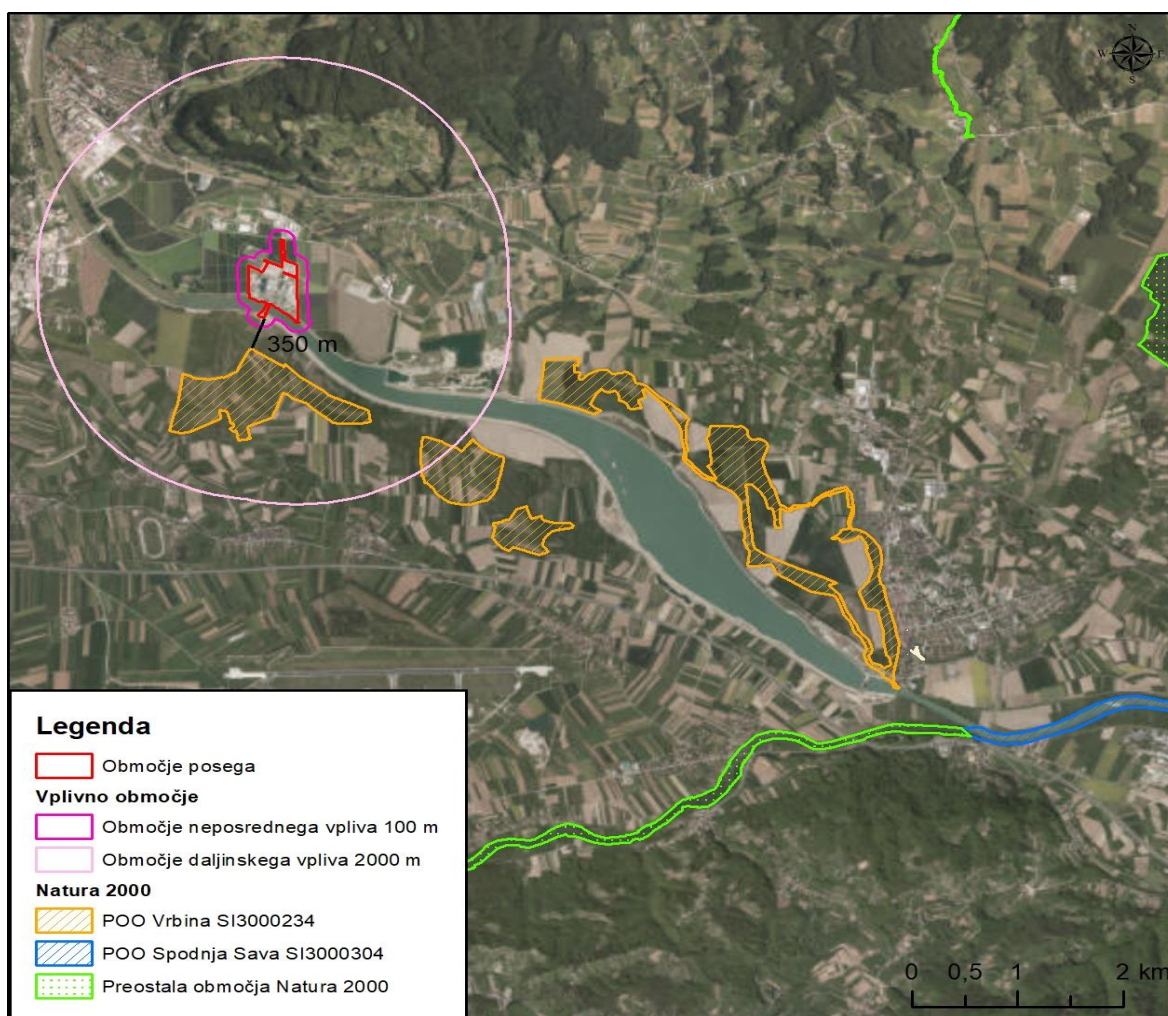 N
W E
S
350 m
Legenda
Območje posega
Vplivno območje
Območje neposrednega vpliva 100 m
Območje daljinskega vpliva 2000 m
Natura 2000
POO Vrbina SI3000234
POO Spodnja Sava SI3000304
Preostala območja Natura 2000
0 0,5 1 2 km